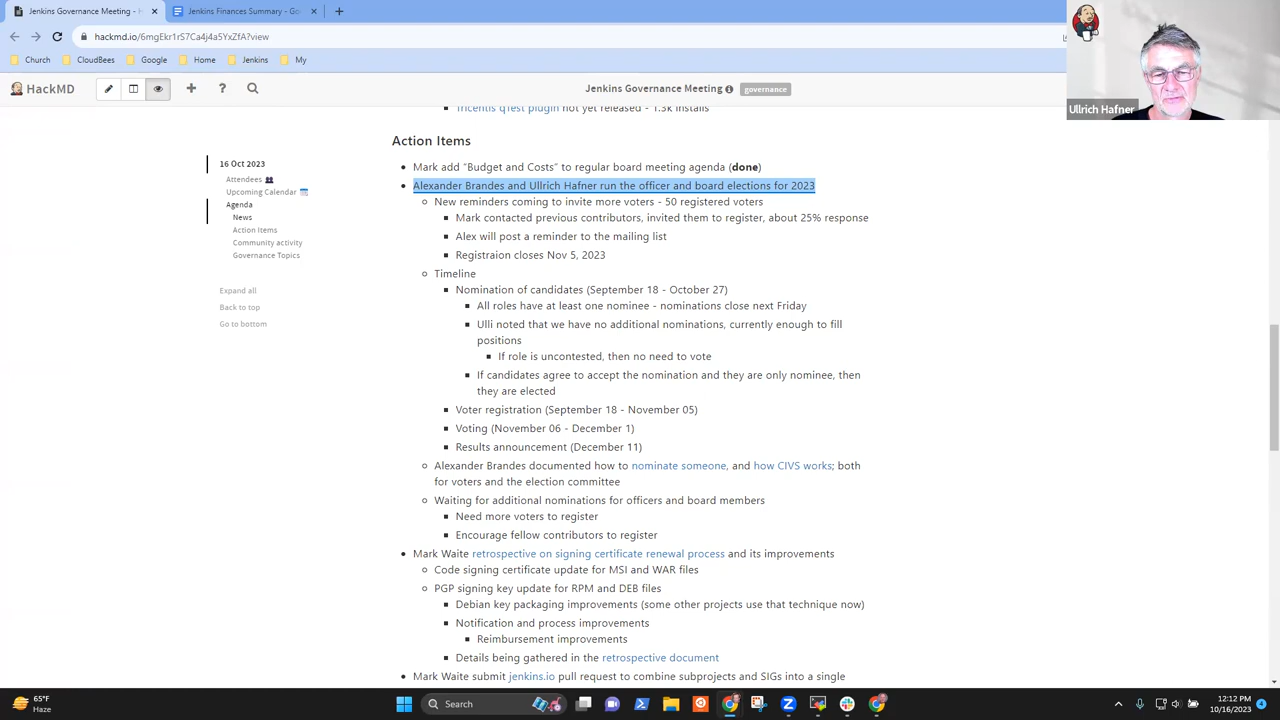 Jenkins Governance Meeting - H
Jenkins Finances Summary - Go
hackmd.io/6mgEkr1rS7Ca4j4a5YxZfA?view
Church
CloudBees
Google
Home
Jenkins
My
HackMD
Jenkins Governance Meeting
governance
Ullrich Hafner
Tricentis qTest plugin not yet released - 1.3k installs
Action Items
16 Oct 2023
Attendees
Upcoming Calendar
Agenda
News
Action Items
Community activity
Governance Topics
Expand all
Back to top
Go to bottom
Mark add “Budget and Costs” to regular board meeting agenda (done)
Alexander Brandes and Ullrich Hafner run the officer and board elections for 2023
New reminders coming to invite more voters - 50 registered voters
Mark contacted previous contributors, invited them to register, about 25% response
Alex will post a reminder to the mailing list
Registraion closes Nov 5, 2023
Timeline
Nomination of candidates (September 18 - October 27)
All roles have at least one nominee - nominations close next Friday
Ulli noted that we have no additional nominations, currently enough to fill
positions
If role is uncontested, then no need to vote
If candidates agree to accept the nomination and they are only nominee, then
they are elected
Voter registration (September 18 - November 05)
Voting (November 06 - December 1)
Results announcement (December 11)
Alexander Brandes documented how to nominate someone, and how CIVS works; both
for voters and the election committee
Waiting for additional nominations for officers and board members
Need more voters to register
Encourage fellow contributors to register
Mark Waite retrospective on signing certificate renewal process and its improvements
Code signing certificate update for MSI and WAR files
PGP signing key update for RPM and DEB files
Debian key packaging improvements (some other projects use that technique now)
Notification and process improvements
Reimbursement improvements
Details being gathered in the retrospective document
Mark Waite submit jenkins.io pull request to combine subprojects and SIGs into a single
65°F
Haze
Search
12:12 PM
10/16/2023
4